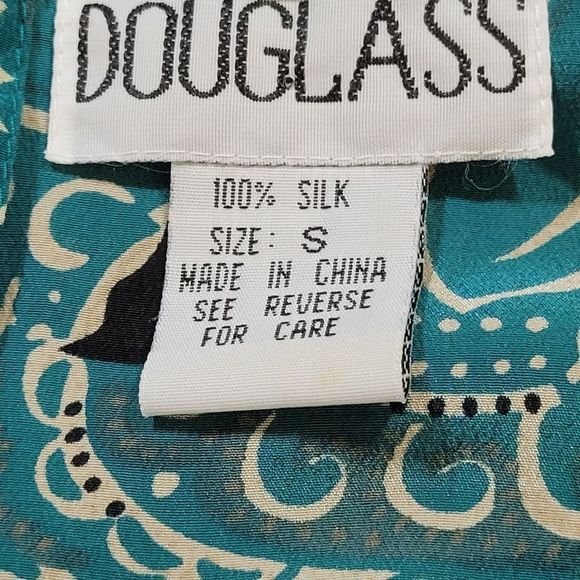 DOUGLASS
100% SILK
SIZE: S
MADE IN CHINA
SEE REVERSE
FOR CARE